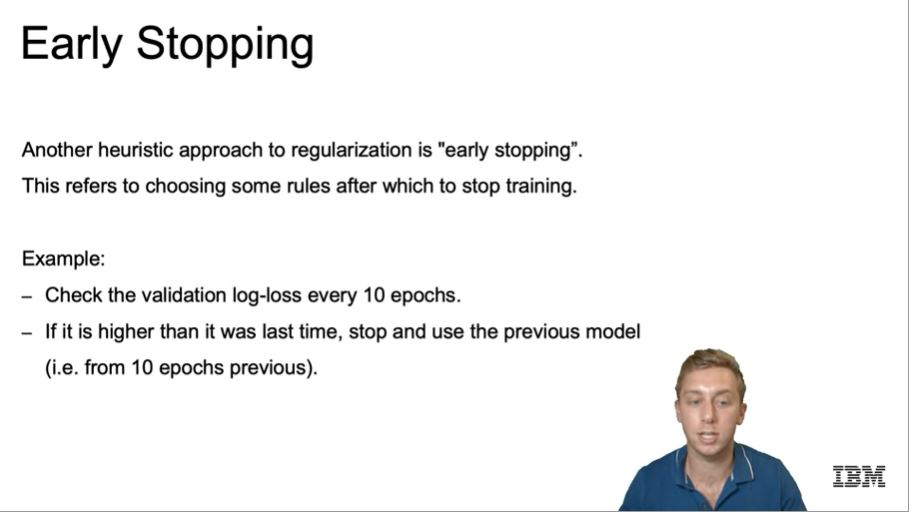 Early Stopping
Another heuristic approach to regularization is "early stopping”.
This refers to choosing some rules after which to stop training.
Example:
– Check the validation log-loss every 10 epochs.
– If it is higher than it was last time, stop and use the previous model
(i.e. from 10 epochs previous).
IBM